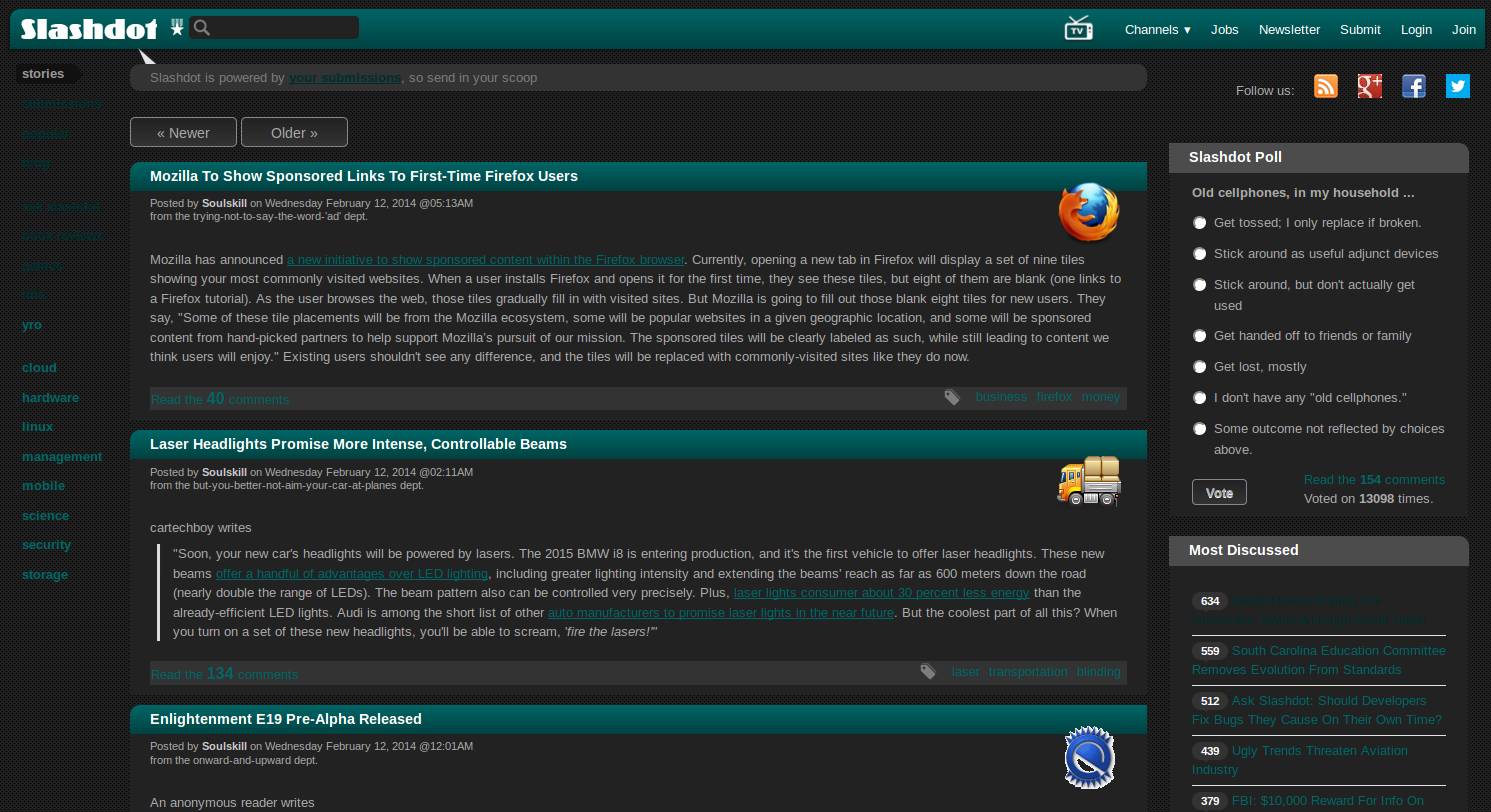 Slashdot
TV
Channels ▾
Jobs
Newsletter
Submit
Login
Join
stories
Slashdot is powered by your submissions, so send in your scoop
Follow us:
submissions
popular
blog
ask slashdot
book reviews
games
idle
yro
cloud
hardware
linux
management
mobile
science
security
storage
« Newer
Older »
Mozilla To Show Sponsored Links To First-Time Firefox Users
Posted by Soulskill on Wednesday February 12, 2014 @05:13AM
from the trying-not-to-say-the-word-'ad' dept.
Mozilla has announced a new initiative to show sponsored content within the Firefox browser. Currently, opening a new tab in Firefox will display a set of nine tiles
showing your most commonly visited websites. When a user installs Firefox and opens it for the first time, they see these tiles, but eight of them are blank (one links to
a Firefox tutorial). As the user browses the web, those tiles gradually fill in with visited sites. But Mozilla is going to fill out those blank eight tiles for new users. They
say, "Some of these tile placements will be from the Mozilla ecosystem, some will be popular websites in a given geographic location, and some will be sponsored
content from hand-picked partners to help support Mozilla's pursuit of our mission. The sponsored tiles will be clearly labeled as such, while still leading to content we
think users will enjoy." Existing users shouldn't see any difference, and the tiles will be replaced with commonly-visited sites like they do now.
Read the 40 comments
business firefox money
Laser Headlights Promise More Intense, Controllable Beams
Posted by Soulskill on Wednesday February 12, 2014 @02:11AM
from the but-you-better-not-aim-your-car-at-planes dept.
cartechboy writes
"Soon, your new car's headlights will be powered by lasers. The 2015 BMW i8 is entering production, and it's the first vehicle to offer laser headlights. These new
beams offer a handful of advantages over LED lighting, including greater lighting intensity and extending the beams' reach as far as 600 meters down the road
(nearly double the range of LEDs). The beam pattern also can be controlled very precisely. Plus, laser lights consumer about 30 percent less energy than the
already-efficient LED lights. Audi is among the short list of other auto manufacturers to promise laser lights in the near future. But the coolest part of all this? When
you turn on a set of these new headlights, you'll be able to scream, 'fire the lasers!'"
Read the 134 comments
laser transportation blinding
Enlightenment E19 Pre-Alpha Released
Posted by Soulskill on Wednesday February 12, 2014 @12:01AM
from the onward-and-upward dept.
An anonymous reader writes
Slashdot Poll
Old cellphones, in my household ...
Get tossed; I only replace if broken.
Stick around as useful adjunct devices
Stick around, but don't actually get
used
Get handed off to friends or family
Get lost, mostly
I don't have any "old cellphones."
Some outcome not reflected by choices
above.
Vote
Read the 154 comments
Voted on 13098 times.
Most Discussed
634
559 South Carolina Education Committee
Removes Evolution From Standards
512 Ask Slashdot: Should Developers
Fix Bugs They Cause On Their Own Time?
439 Ugly Trends Threaten Aviation
Industry
379 FBI: $10,000 Reward For Info On